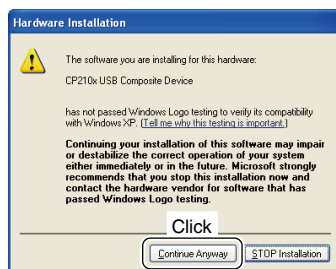 Hardware Installation
The software you are installing for this hardware:
CP210x USB Composite Device
has not passed Windows Logo testing to verify its compatibility
with Windows XP. (Tell me why this testing is important.)
Continuing your installation of this software may impair
or destabilize the correct operation of your system
either immediately or in the future. Microsoft strongly
recommends that you stop this installation now and
contact the hardware vendor for software that has
passed Windows Logo testing.
Click
Continue Anyway STOP Installation